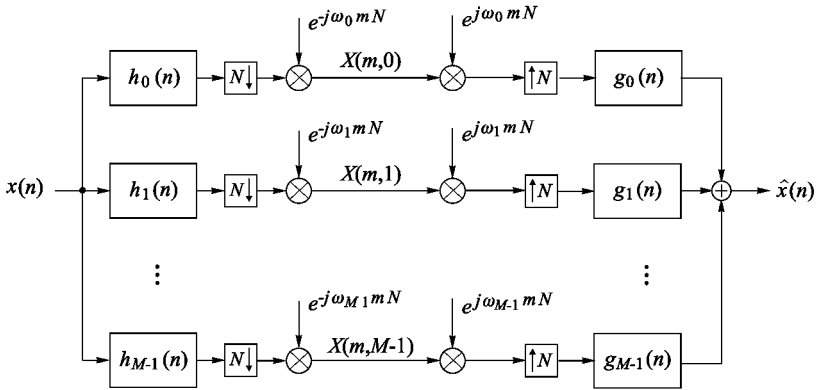 e^{-jω_0 mN} e^{jω_0 mN}
h_0(n) N↓ ⊗ X(m,0) ⊗ ↑N g_0(n)
e^{-jω_1 mN} e^{jω_1 mN}
x(n) h_1(n) N↓ ⊗ X(m,1) ⊗ ↑N g_1(n) ⊕ x̂(n)
⋮ ⋮
e^{-jω_{M 1} mN} e^{jω_{M-1} mN}
h_{M-1}(n) N↓ ⊗ X(m,M-1) ⊗ ↑N g_{M-1}(n)